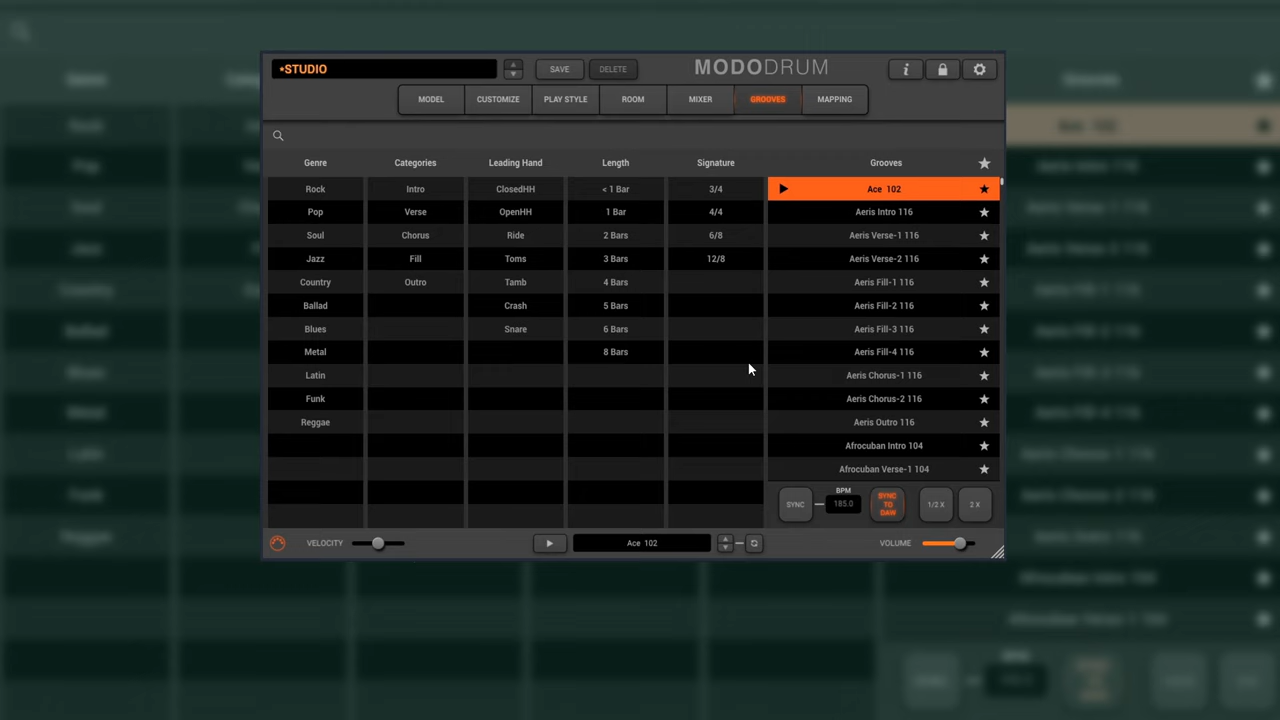 •STUDIO SAVE DELETE MODODRUM i
MODEL CUSTOMIZE PLAY STYLE ROOM MIXER GROOVES MAPPING
Genre Categories Leading Hand Length Signature Grooves
Rock Intro ClosedHH < 1 Bar 3/4 Ace 102
Pop Verse OpenHH 1 Bar 4/4 Aeris Intro 116
Soul Chorus Ride 2 Bars 6/8 Aeris Verse-1 116
Jazz Fill Toms 3 Bars 12/8 Aeris Verse-2 116
Country Outro Tamb 4 Bars Aeris Fill-1 116
Ballad Crash 5 Bars Aeris Fill-2 116
Blues Snare 6 Bars Aeris Fill-3 116
Metal 8 Bars Aeris Fill-4 116
Latin Aeris Chorus-1 116
Funk Aeris Chorus-2 116
Reggae Aeris Outro 116
Afrocuban Intro 104
Afrocuban Verse-1 104
SYNC BPM 185.0 SYNC TO DAW 1/2 X 2 X
VELOCITY Ace 102 VOLUME